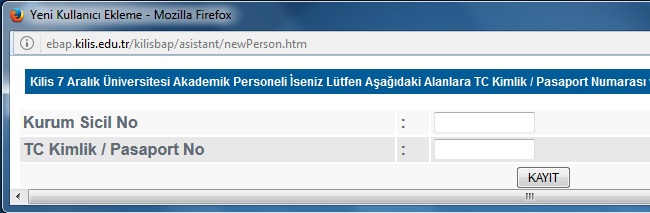 Yeni Kullanıcı Ekleme - Mozilla Firefox
ebap.kilis.edu.tr/kilisbap/asistant/newPerson.htm
Kilis 7 Aralık Üniversitesi Akademik Personeli İseniz Lütfen Aşağıdaki Alanlara TC Kimlik / Pasaport Numarası
Kurum Sicil No :
TC Kimlik / Pasaport No :
KAYIT